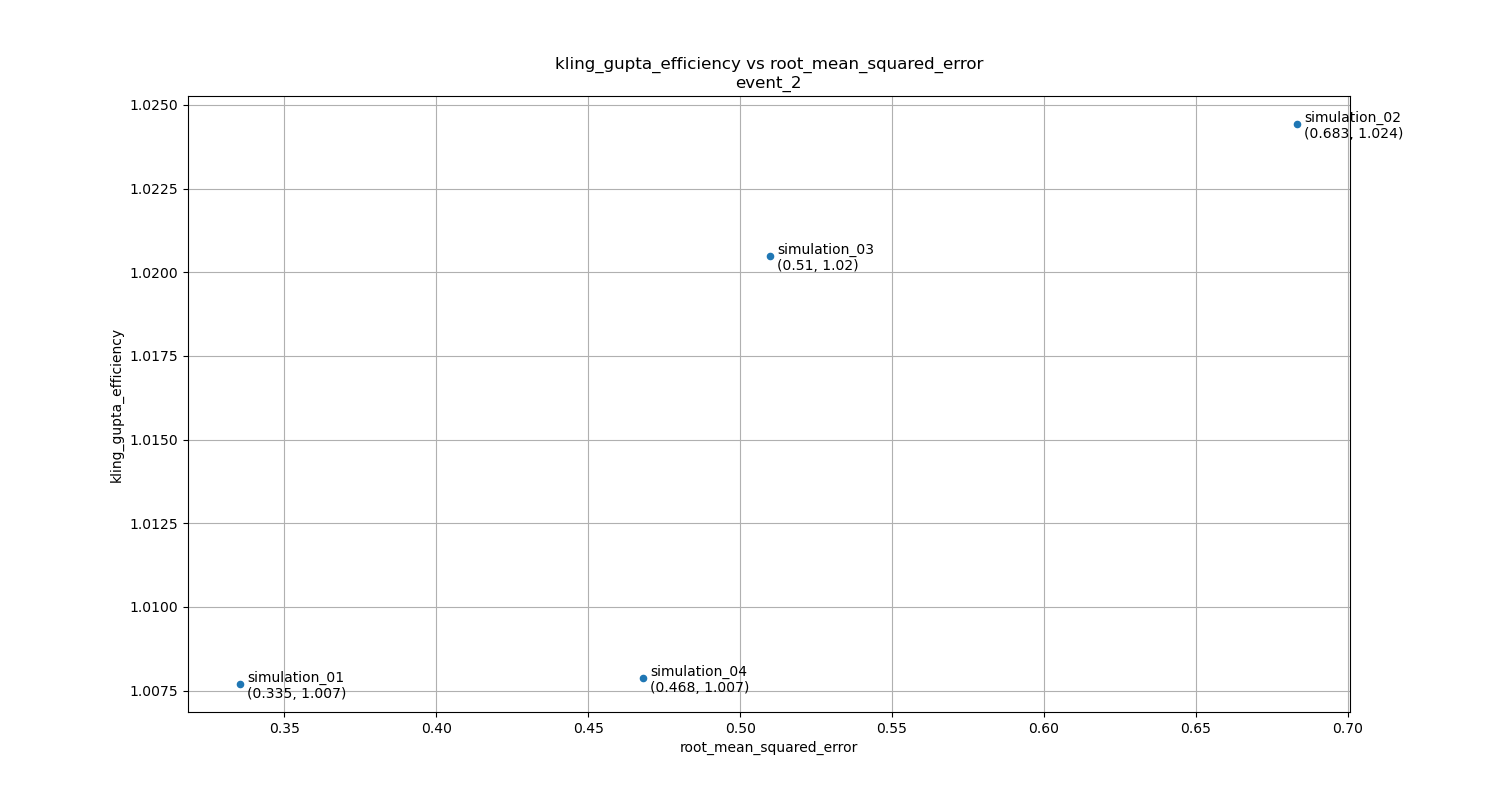 kling_gupta_efficiency vs root_mean_squared_error
event_2
1.0250
1.0225
1.0200
1.0175
1.0150
1.0125
1.0100
1.0075
kling_gupta_efficiency
simulation_02
(0.683, 1.024)
simulation_03
(0.51, 1.02)
simulation_04
(0.468, 1.007)
simulation_01
(0.335, 1.007)
0.35
0.40
0.45
0.50
0.55
0.60
0.65
0.70
root_mean_squared_error